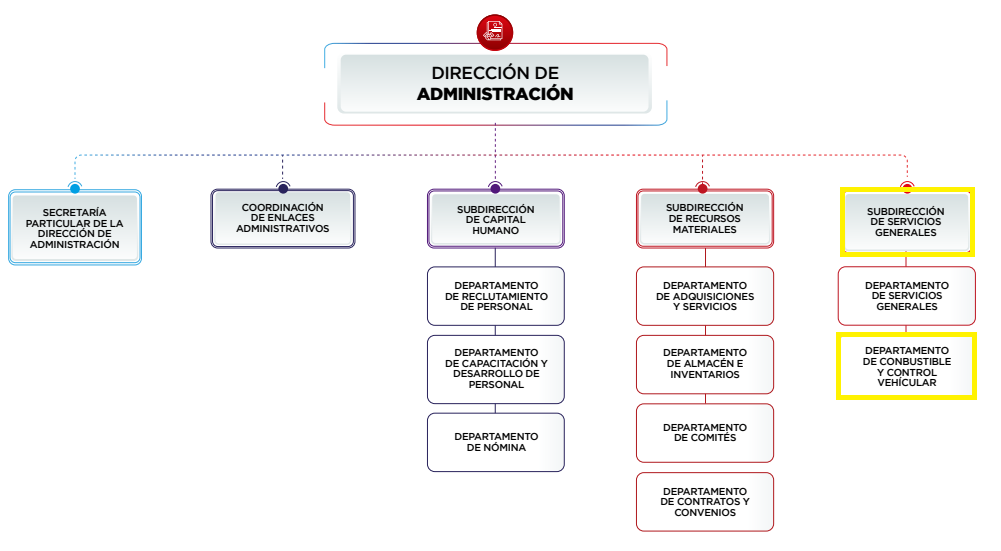 DIRECCIÓN DE
ADMINISTRACIÓN
SECRETARÍA
PARTICULAR DE LA
DIRECCIÓN DE
ADMINISTRACIÓN
COORDINACIÓN
DE ENLACES
ADMINISTRATIVOS
SUBDIRECCIÓN
DE CAPITAL
HUMANO
DEPARTAMENTO
DE RECLUTAMIENTO
DE PERSONAL
DEPARTAMENTO
DE CAPACITACIÓN Y
DESARROLLO DE
PERSONAL
DEPARTAMENTO
DE NÓMINA
SUBDIRECCIÓN
DE RECURSOS
MATERIALES
DEPARTAMENTO
DE ADQUISICIONES
Y SERVICIOS
DEPARTAMENTO
DE ALMACÉN E
INVENTARIOS
DEPARTAMENTO
DE COMITÉS
DEPARTAMENTO
DE CONTRATOS Y
CONVENIOS
SUBDIRECCIÓN
DE SERVICIOS
GENERALES
DEPARTAMENTO
DE SERVICIOS
GENERALES
DEPARTAMENTO
DE CONBUSTIBLE
Y CONTROL
VEHÍCULAR